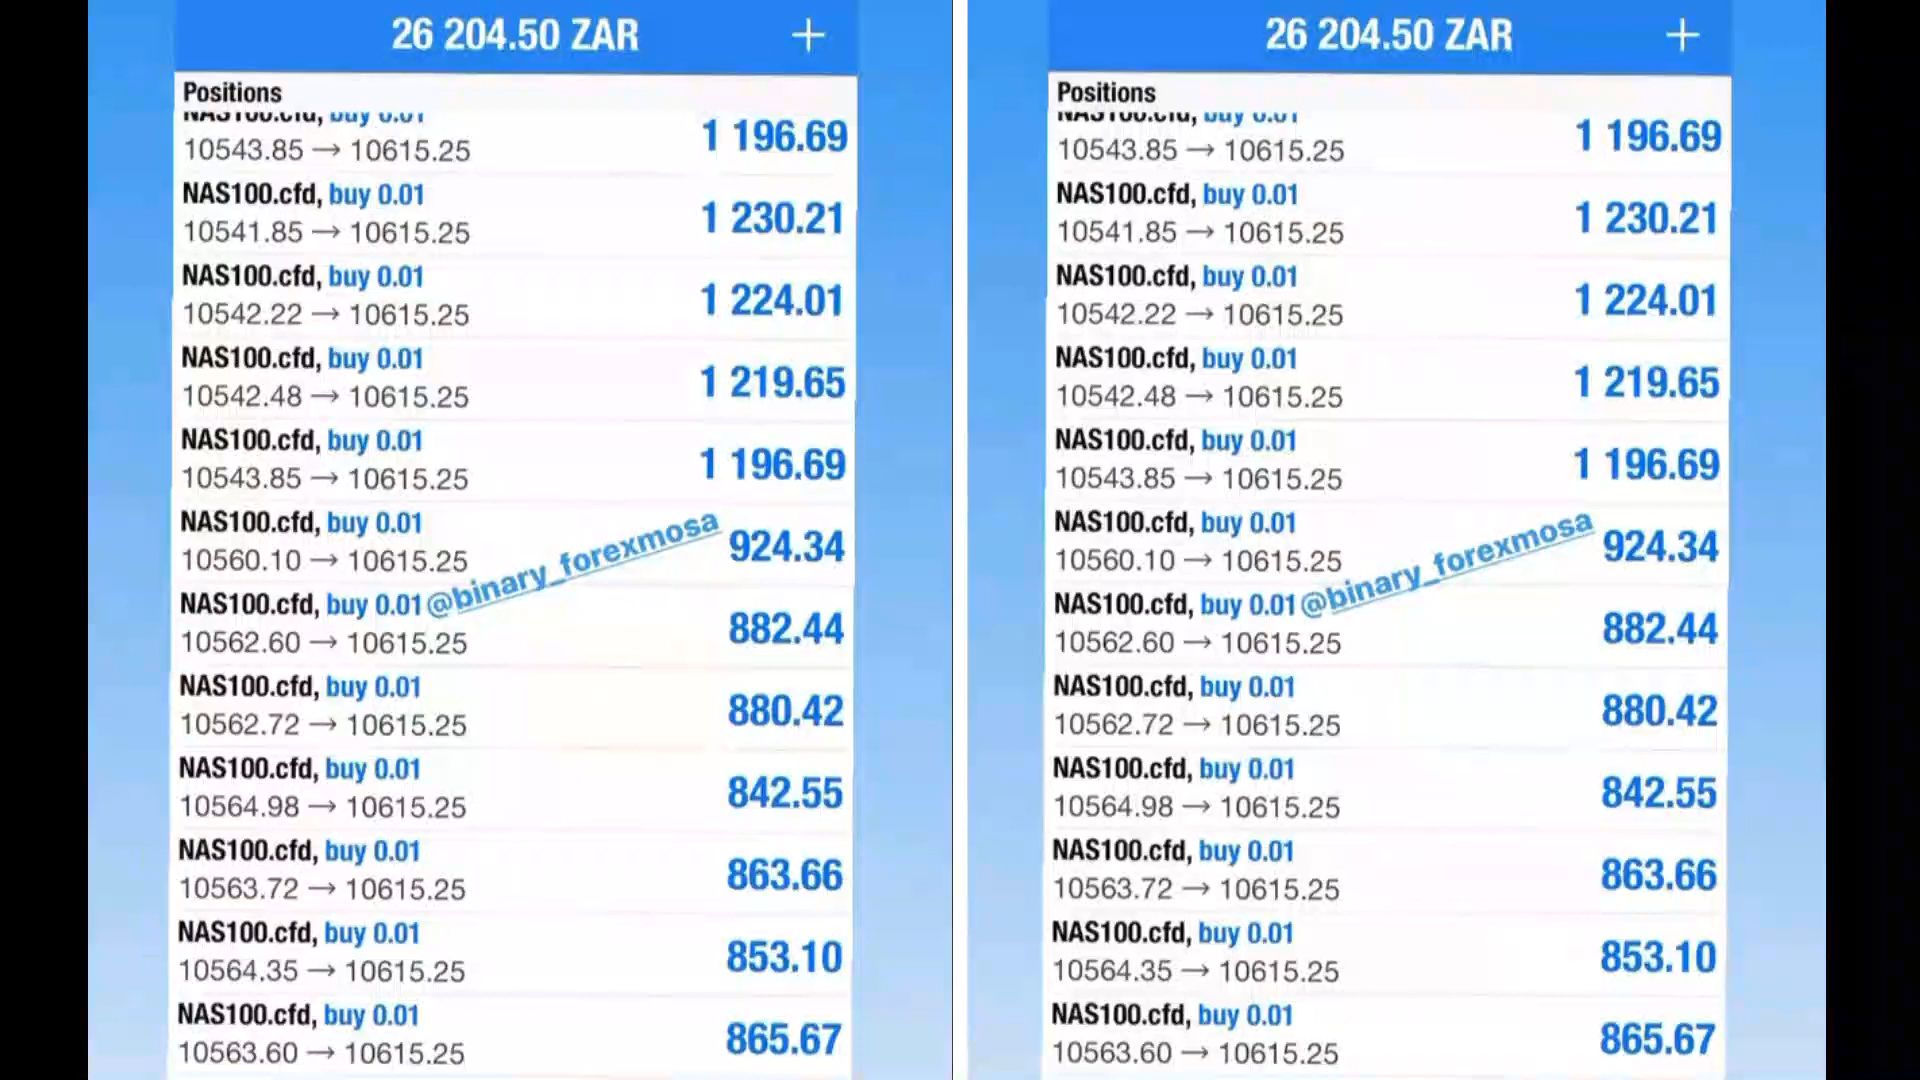 26 204.50 ZAR +
Positions
NAS100.cfd, buy 0.01
10543.85 → 10615.25 1 196.69
NAS100.cfd, buy 0.01
10541.85 → 10615.25 1 230.21
NAS100.cfd, buy 0.01
10542.22 → 10615.25 1 224.01
NAS100.cfd, buy 0.01
10542.48 → 10615.25 1 219.65
NAS100.cfd, buy 0.01
10543.85 → 10615.25 1 196.69
NAS100.cfd, buy 0.01
10560.10 → 10615.25 924.34
@binary_forexmosa
NAS100.cfd, buy 0.01
10562.60 → 10615.25 882.44
NAS100.cfd, buy 0.01
10562.72 → 10615.25 880.42
NAS100.cfd, buy 0.01
10564.98 → 10615.25 842.55
NAS100.cfd, buy 0.01
10563.72 → 10615.25 863.66
NAS100.cfd, buy 0.01
10564.35 → 10615.25 853.10
NAS100.cfd, buy 0.01
10563.60 → 10615.25 865.67
26 204.50 ZAR +
Positions
NAS100.cfd, buy 0.01
10543.85 → 10615.25 1 196.69
NAS100.cfd, buy 0.01
10541.85 → 10615.25 1 230.21
NAS100.cfd, buy 0.01
10542.22 → 10615.25 1 224.01
NAS100.cfd, buy 0.01
10542.48 → 10615.25 1 219.65
NAS100.cfd, buy 0.01
10543.85 → 10615.25 1 196.69
NAS100.cfd, buy 0.01
10560.10 → 10615.25 924.34
@binary_forexmosa
NAS100.cfd, buy 0.01
10562.60 → 10615.25 882.44
NAS100.cfd, buy 0.01
10562.72 → 10615.25 880.42
NAS100.cfd, buy 0.01
10564.98 → 10615.25 842.55
NAS100.cfd, buy 0.01
10563.72 → 10615.25 863.66
NAS100.cfd, buy 0.01
10564.35 → 10615.25 853.10
NAS100.cfd, buy 0.01
10563.60 → 10615.25 865.67